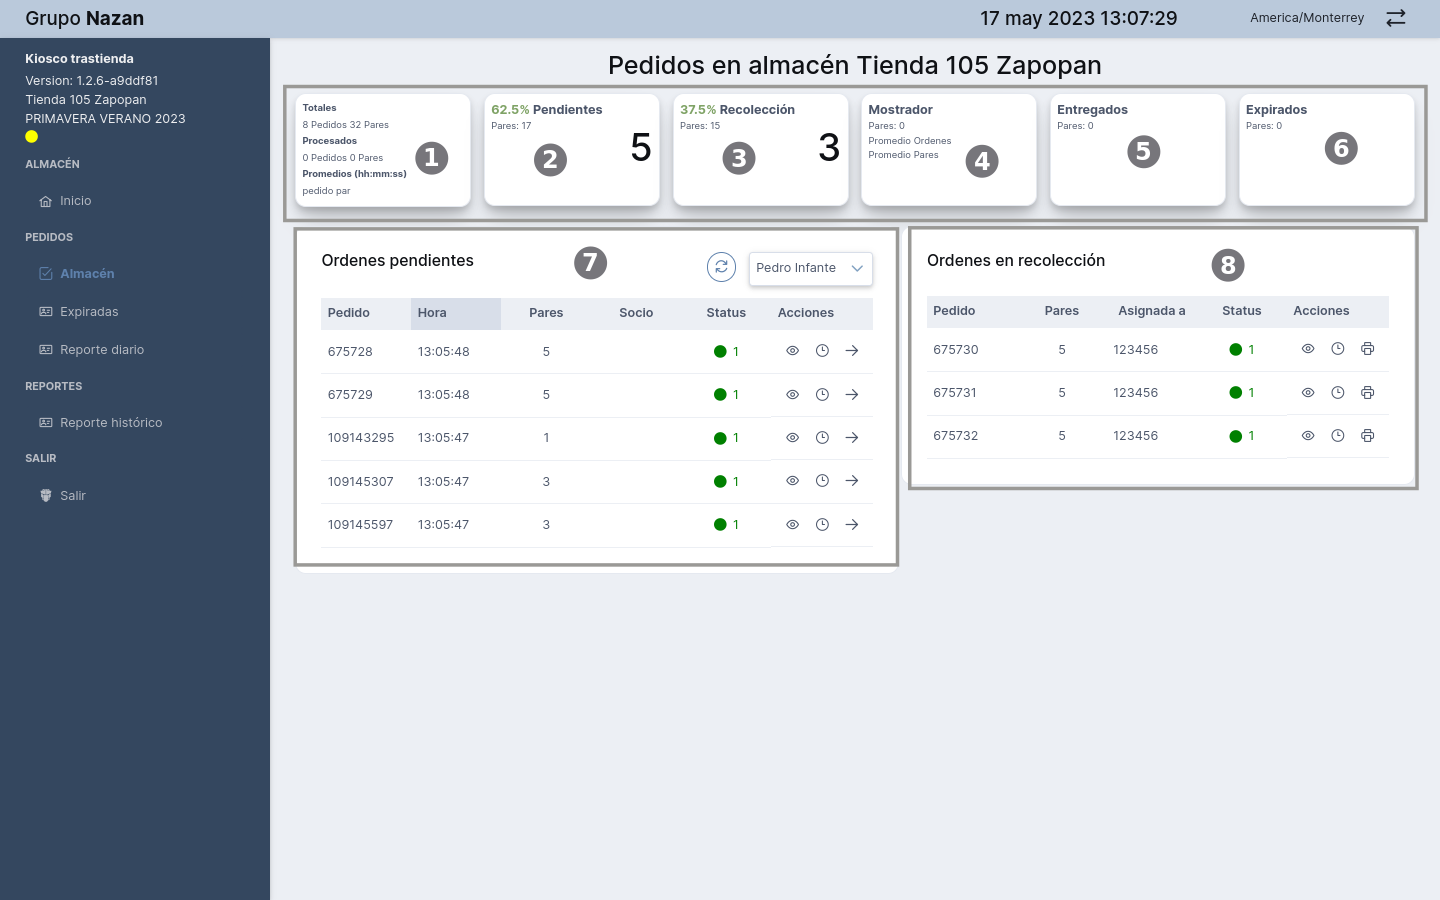 Grupo Nazan
17 may 2023 13:07:29
America/Monterrey
Kiosco trastienda
Version: 1.2.6-a9ddf81
Tienda 105 Zapopan
PRIMAVERA VERANO 2023
ALMACÉN
Inicio
PEDIDOS
Almacén
Expiradas
Reporte diario
REPORTES
Reporte histórico
SALIR
Salir
Pedidos en almacén Tienda 105 Zapopan
Totales
8 Pedidos 32 Pares
Procesados
0 Pedidos 0 Pares
Promedios (hh:mm:ss)
pedido par
1
62.5% Pendientes
Pares: 17
5
2
37.5% Recolección
Pares: 15
3
3
Mostrador
Pares: 0
Promedio Ordenes
Promedio Pares
4
Entregados
Pares: 0
5
Expirados
Pares: 0
6
Ordenes pendientes
7
Pedro Infante
Pedido Hora Pares Socio Status Acciones
675728 13:05:48 5 1
675729 13:05:48 5 1
109143295 13:05:47 1 1
109145307 13:05:47 3 1
109145597 13:05:47 3 1
Ordenes en recolección
8
Pedido Pares Asignada a Status Acciones
675730 5 123456 1
675731 5 123456 1
675732 5 123456 1